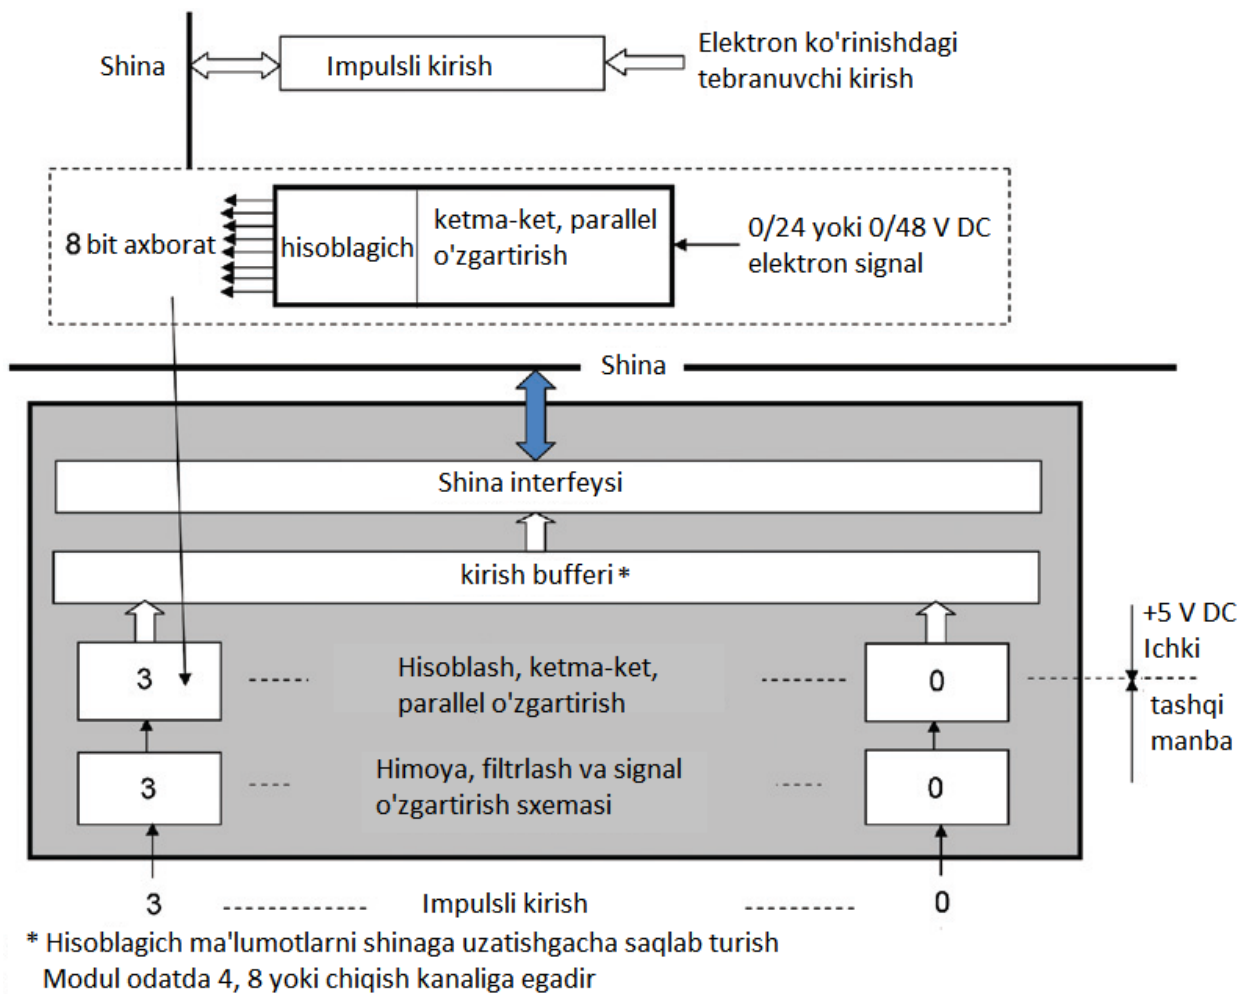 Shina
Impulsli kirish
Elektron ko'rinishdagi
tebranuvchi kirish
8 bit axborat
hisoblagich
ketma-ket, parallel
o'zgartirish
0/24 yoki 0/48 V DC
elektron signal
Shina
Shina interfeysi
kirish bufferi *
3
Hisoblash, ketma-ket,
parallel o'zgartirish
0
+5 V DC
Ichki
tashqi
manba
3
Himoya, filtrlash va signal
o'zgartirish sxemasi
0
3
Impulsli kirish
0
* Hisoblagich ma'lumotlarni shinaga uzatishgacha saqlab turish
Modul odatda 4, 8 yoki chiqish kanaliga egadir